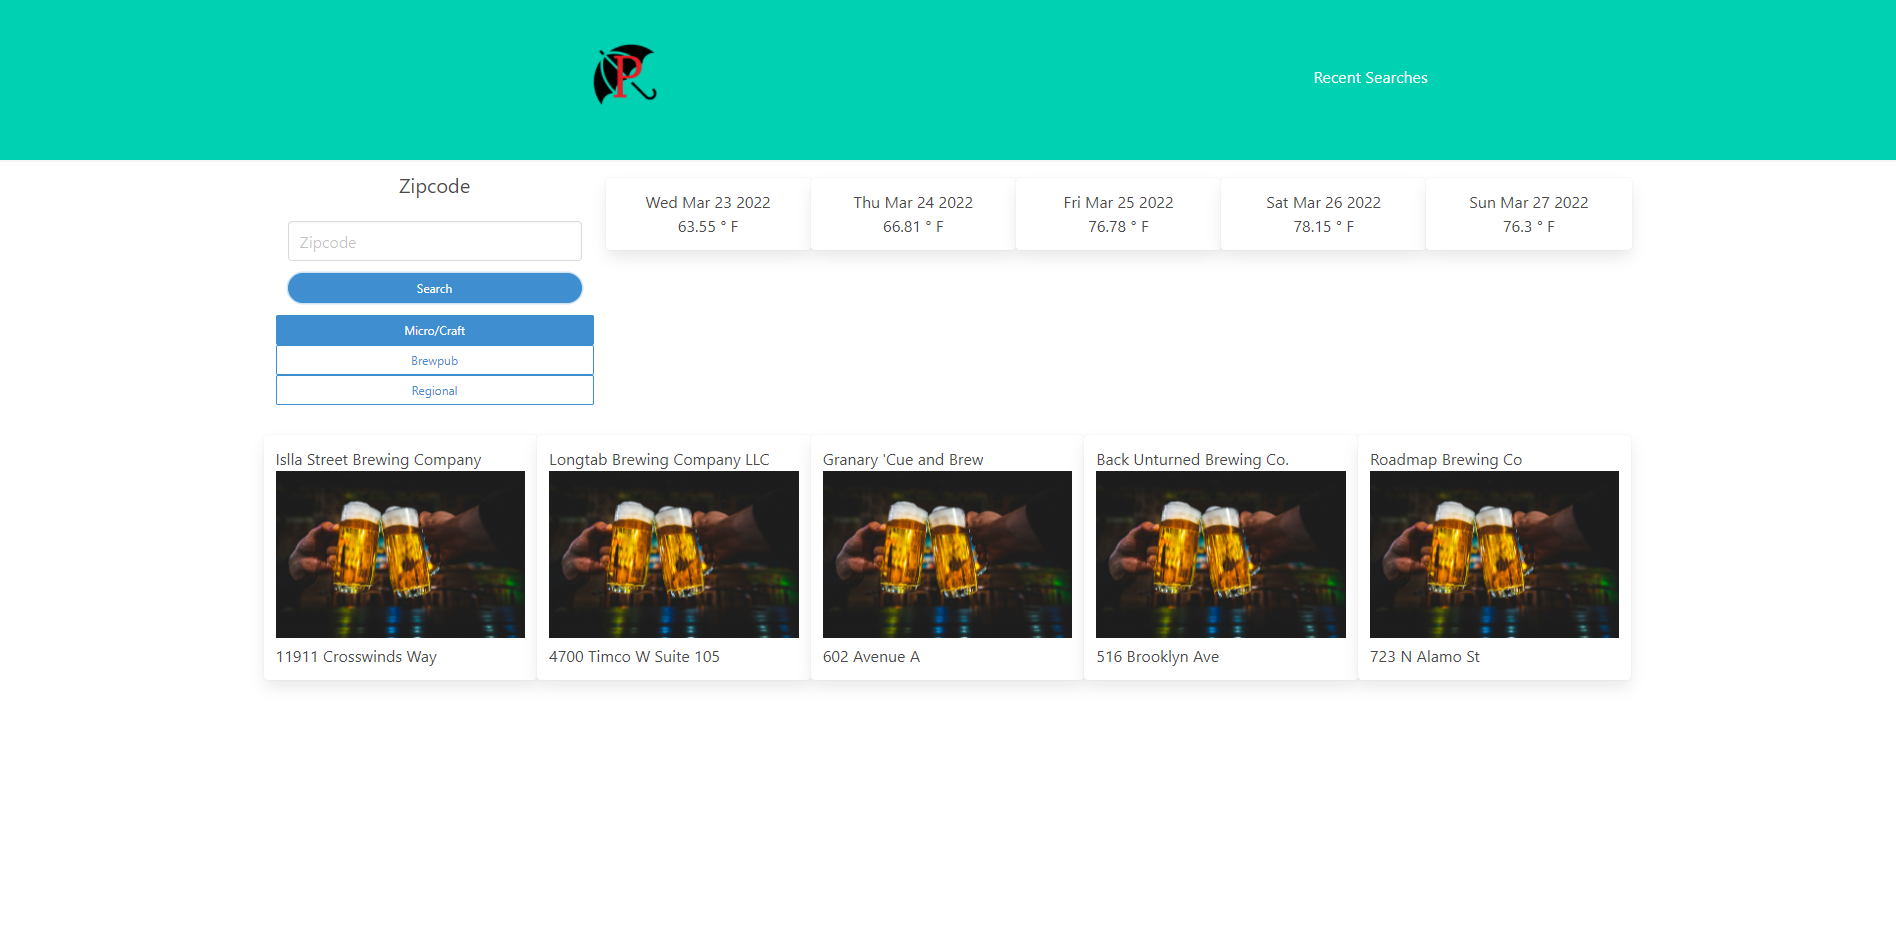 P
Recent Searches
Zipcode
Zipcode
Search
Micro/Craft
Brewpub
Regional
Wed Mar 23 2022
63.55 ° F
Thu Mar 24 2022
66.81 ° F
Fri Mar 25 2022
76.78 ° F
Sat Mar 26 2022
78.15 ° F
Sun Mar 27 2022
76.3 ° F
Islla Street Brewing Company
11911 Crosswinds Way
Longtab Brewing Company LLC
4700 Timco W Suite 105
Granary 'Cue and Brew
602 Avenue A
Back Unturned Brewing Co.
516 Brooklyn Ave
Roadmap Brewing Co
723 N Alamo St